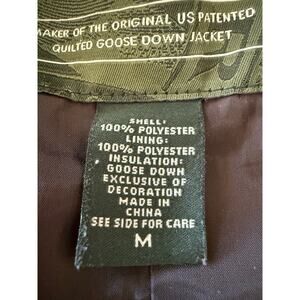 MAKER OF THE ORIGINAL US PATENTED
QUILTED GOOSE DOWN JACKET
SHELL:
100% POLYESTER
LINING:
100% POLYESTER
INSULATION:
GOOSE DOWN
EXCLUSIVE OF
DECORATION
MADE IN
CHINA
SEE SIDE FOR CARE
M